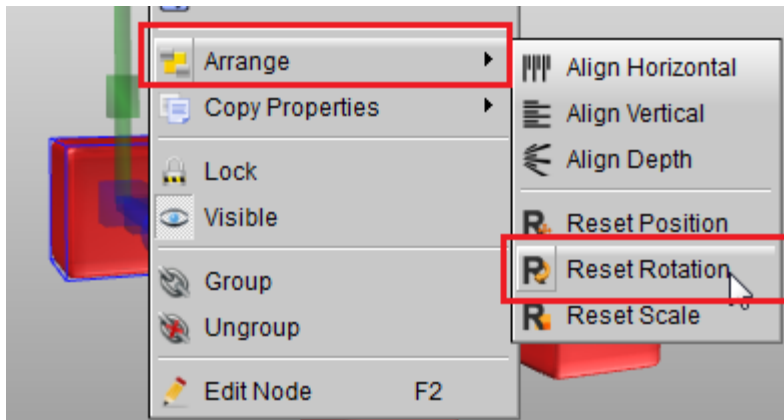 Arrange
Copy Properties
Lock
Visible
Group
Ungroup
Edit Node F2
Align Horizontal
Align Vertical
Align Depth
Reset Position
Reset Rotation
Reset Scale